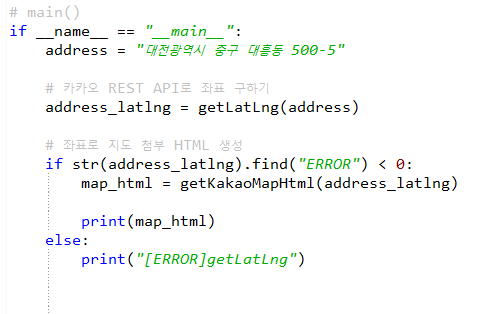 # main()
if __name__ == "__main__":
    address = "대전광역시 중구 대흥동 500-5"
    # 카카오 REST API로 좌표 구하기
    address_latlng = getLatLng(address)
    # 좌표로 지도 첨부 HTML 생성
    if str(address_latlng).find("ERROR") < 0:
        map_html = getKakaoMapHtml(address_latlng)
        print(map_html)
    else:
        print("[ERROR]getLatLng")